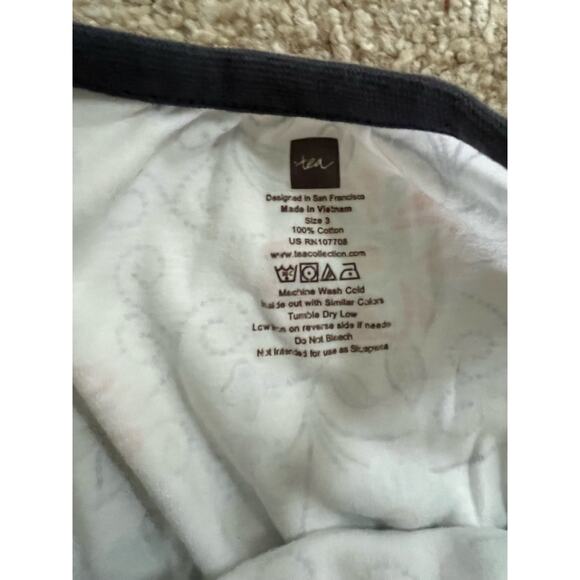 tea
Designed in San Francisco
Made in Vietnam
Size 3
100% Cotton
US RN107708
www.teacollection.com
Machine Wash Cold
Inside out with Similar Colors
Tumble Dry Low
Low Iron on reverse side if needed
Do Not Bleach
Not Intended for use as Sleepwear